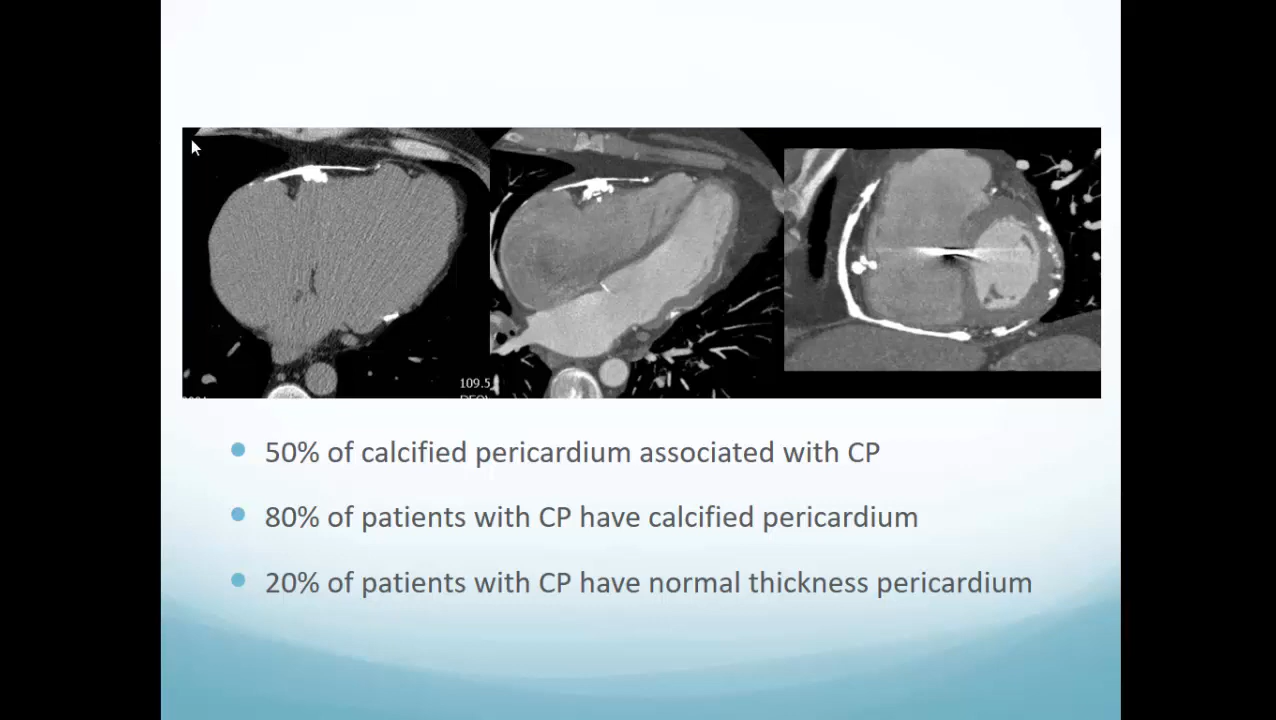 109.5
50% of calcified pericardium associated with CP
80% of patients with CP have calcified pericardium
20% of patients with CP have normal thickness pericardium